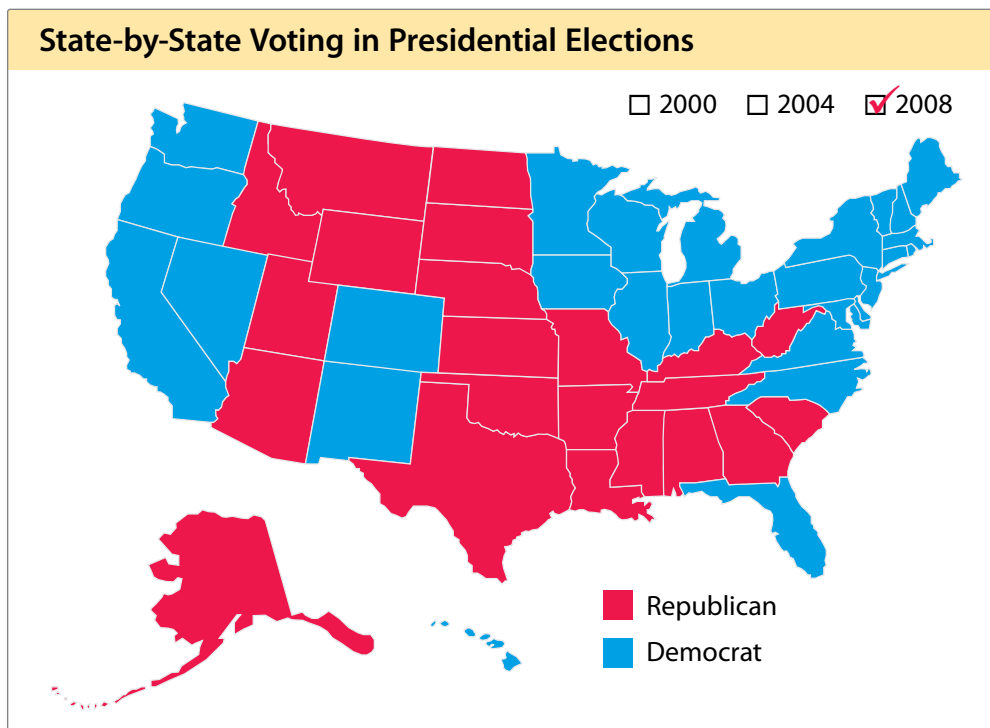 State-by-State Voting in Presidential Elections
2000 2004 2008
Republican
Democrat